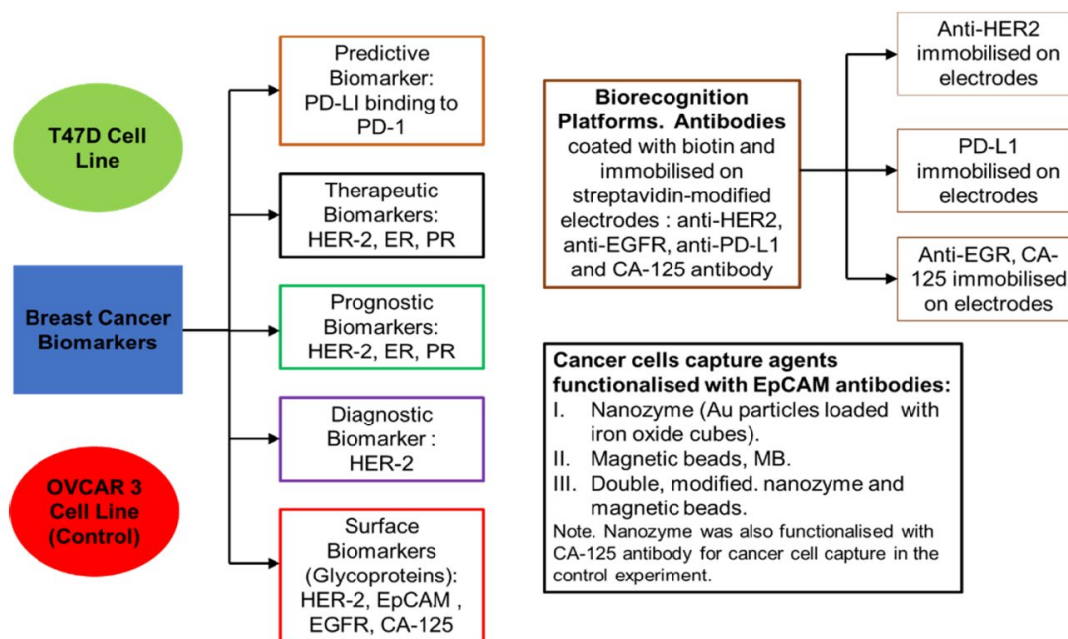 T47D Cell
Line
Breast Cancer
Biomarkers
OVCAR 3
Cell Line
(Control)
Predictive
Biomarker:
PD-LI binding to
PD-1
Therapeutic
Biomarkers:
HER-2, ER, PR
Prognostic
Biomarkers:
HER-2, ER, PR
Diagnostic
Biomarker :
HER-2
Surface
Biomarkers
(Glycoproteins):
HER-2, EpCAM ,
EGFR, CA-125
Biorecognition
Platforms. Antibodies
coated with biotin and
immobilised on
streptavidin-modified
electrodes : anti-HER2,
anti-EGFR, anti-PD-L1
and CA-125 antibody
Anti-HER2
immobilised on
electrodes
PD-L1
immobilised on
electrodes
Anti-EGR, CA-
125 immobilised
on electrodes
Cancer cells capture agents
functionalised with EpCAM antibodies:
I. Nanozyme (Au particles loaded with
iron oxide cubes).
II. Magnetic beads, MB.
III. Double, modified. nanozyme and
magnetic beads.
Note. Nanozyme was also functionalised with
CA-125 antibody for cancer cell capture in the
control experiment.